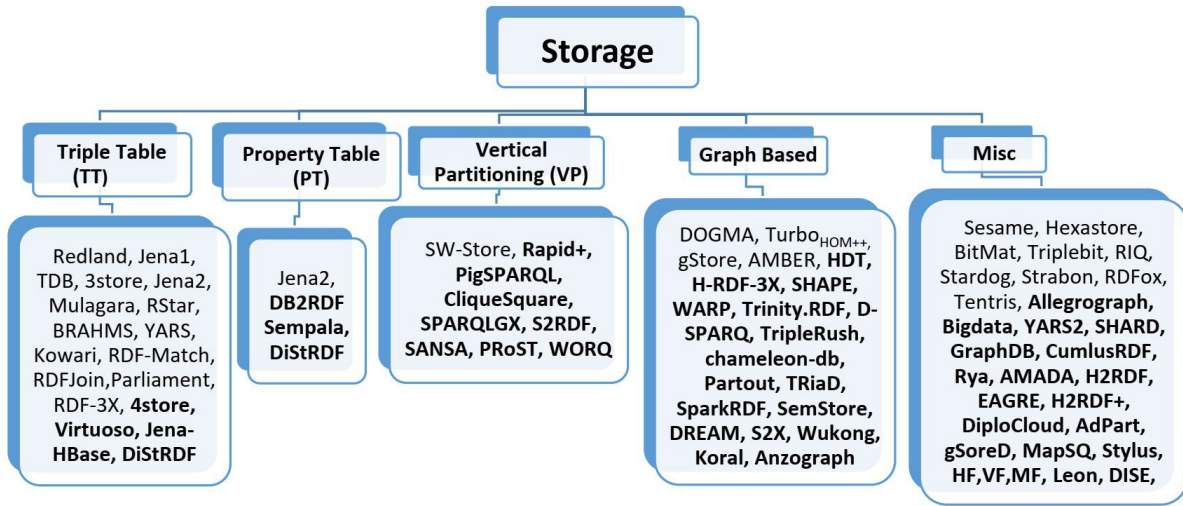 Storage
Triple Table
(TT)
Property Table
(PT)
Vertical
Partitioning (VP)
Graph Based
Misc
Redland, Jena1,
TDB, 3store, Jena2,
Mulagara, RStar,
BRAHMS, YARS,
Kowari, RDF-Match,
RDFJoin,Parliament,
RDF-3X, 4store,
Virtuoso, Jena-
HBase, DiStRDF
Jena2,
DB2RDF
Sempala,
DiStRDF
SW-Store, Rapid+,
PigSPARQL,
CliqueSquare,
SPARQLGX, S2RDF,
SANSA, PRoST, WORQ
DOGMA, TurboHOM++,
gStore, AMBER, HDT,
H-RDF-3X, SHAPE,
WARP, Trinity.RDF, D-
SPARQ, TripleRush,
chameleon-db,
Partout, TRiaD,
SparkRDF, SemStore,
DREAM, S2X, Wukong,
Koral, Anzograph
Sesame, Hexastore,
BitMat, Triplebit, RIQ,
Stardog, Strabon, RDFox,
Tentris, Allegrograph,
Bigdata, YARS2, SHARD,
GraphDB, CumlusRDF,
Rya, AMADA, H2RDF,
EAGRE, H2RDF+,
DiploCloud, AdPart,
gSoreD, MapSQ, Stylus,
HF,VF,MF, Leon, DISE,